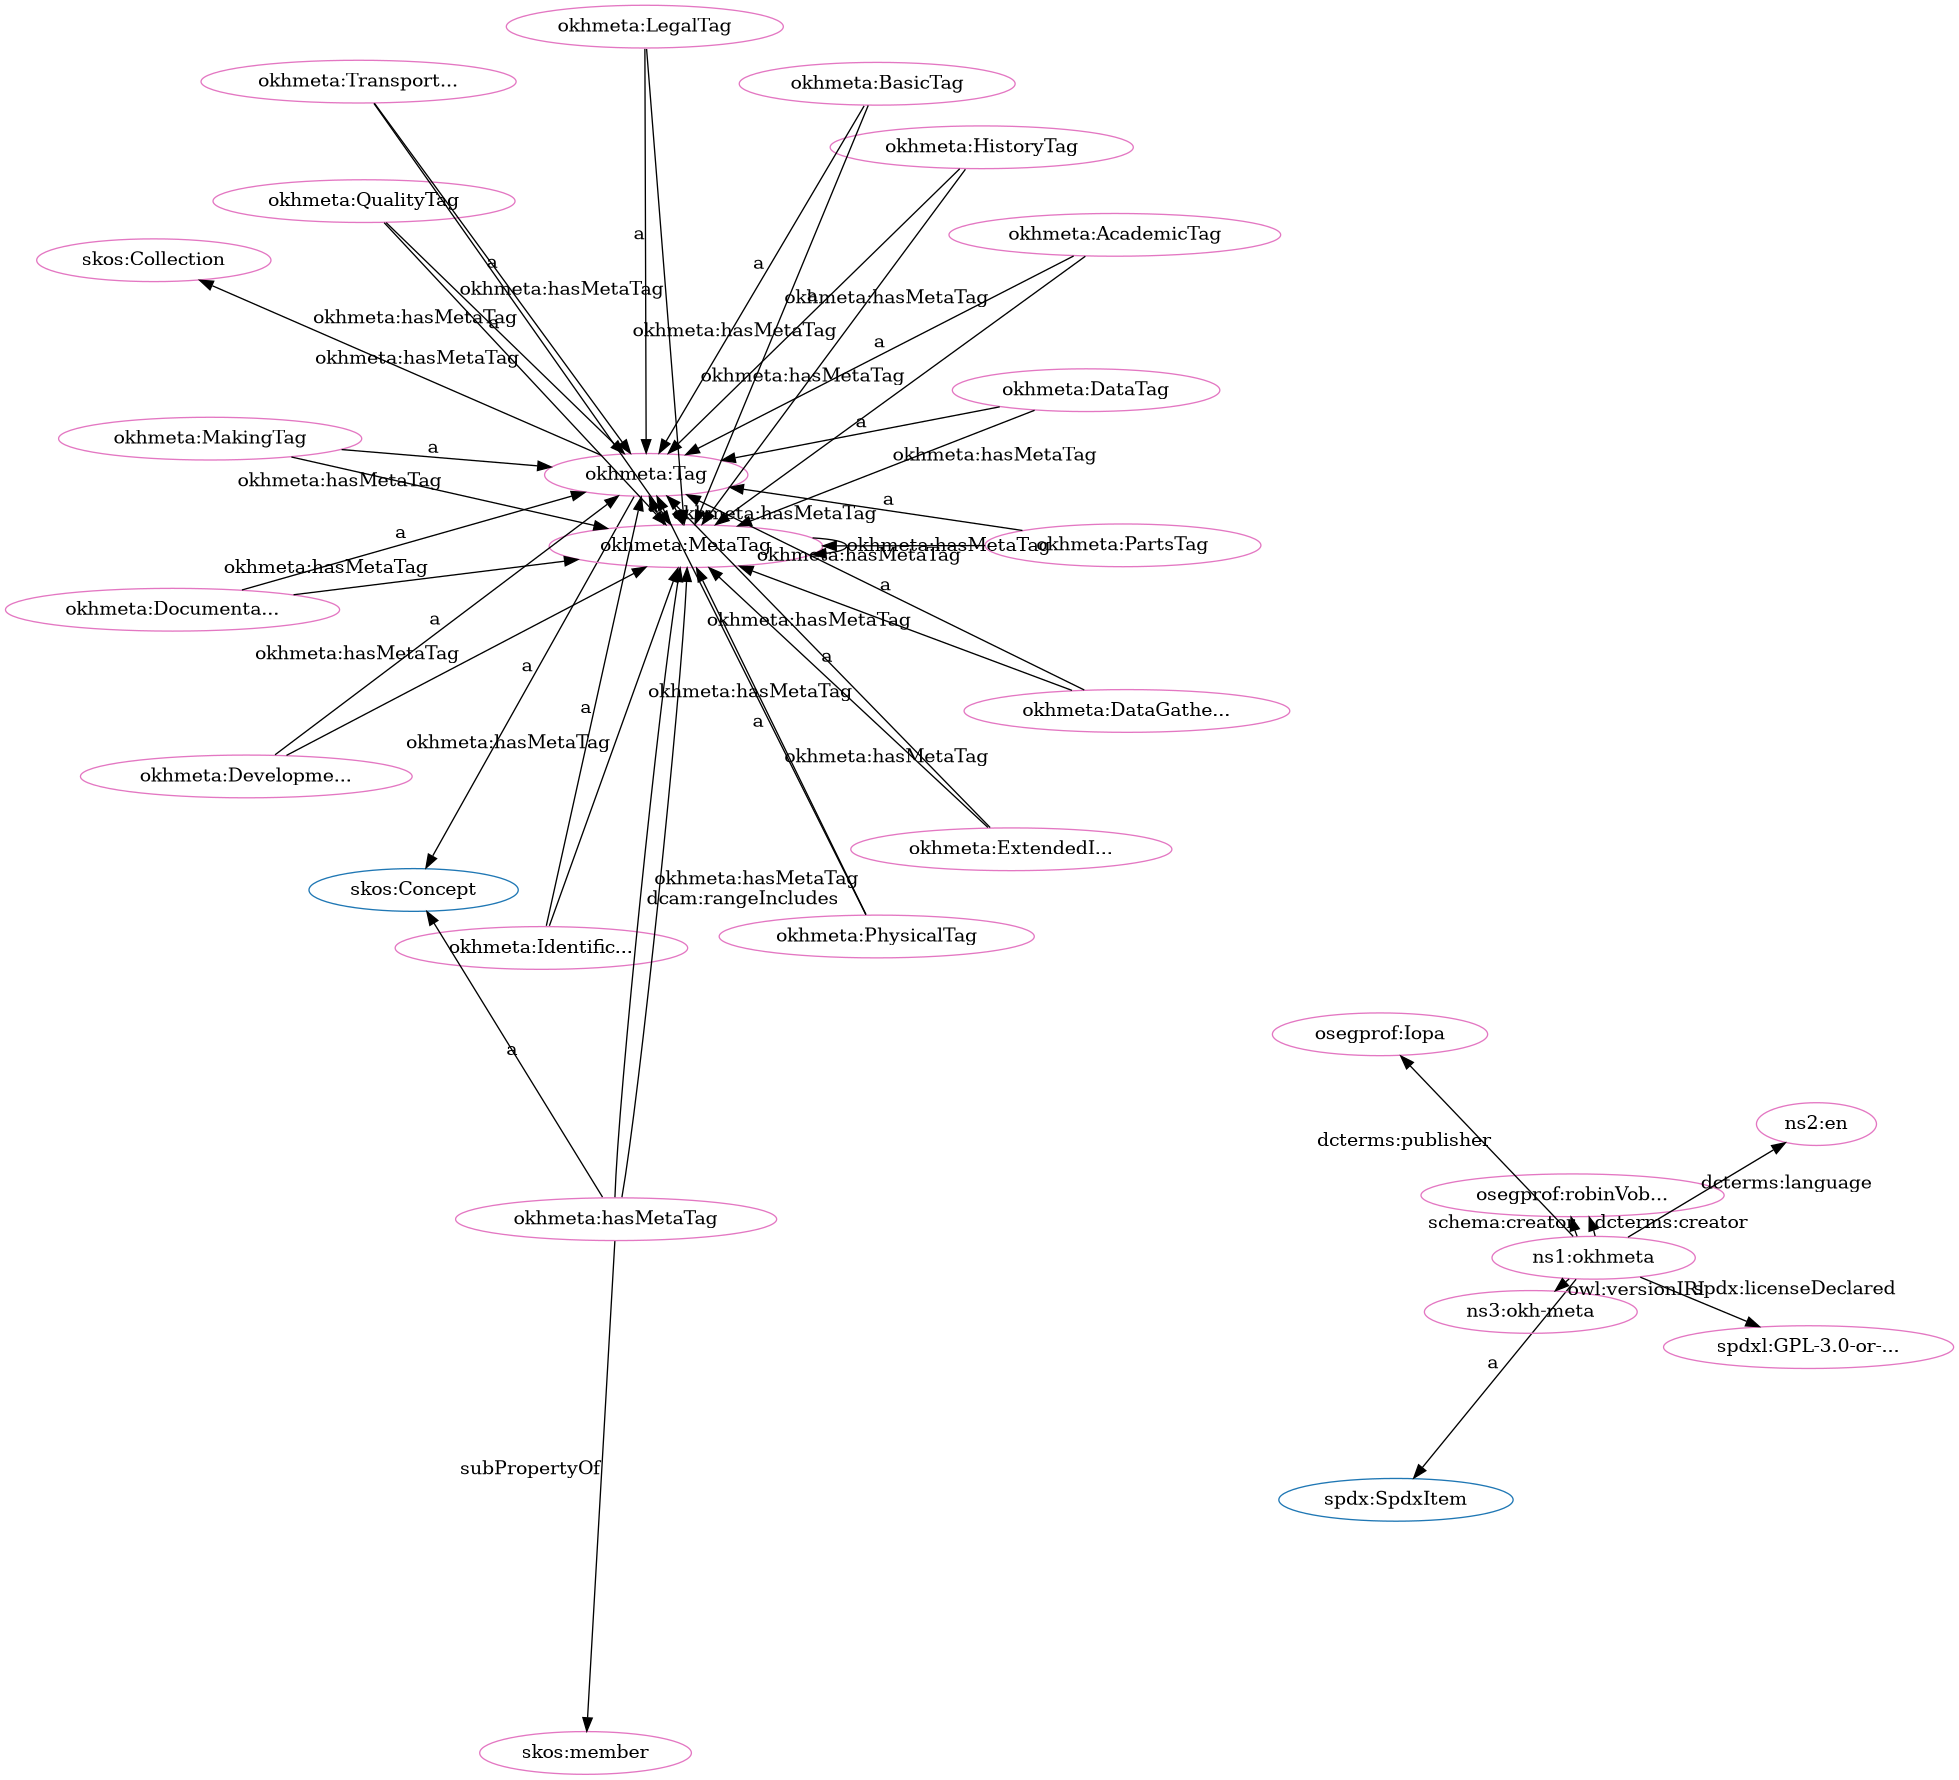 okhmeta:LegalTag
okhmeta:Transport...
okhmeta:BasicTag
okhmeta:HistoryTag
okhmeta:QualityTag
okhmeta:AcademicTag
a
skos:Collection
a
a
okhmeta:hasMetaTag
okhmeta:hasMetaTag
a
okhmeta:hasMetaTag
a
okhmeta:hasMetaTag
a
okhmeta:hasMetaTag
okhmeta:hasMetaTag
okhmeta:DataTag
a
okhmeta:MakingTag
a
okhmeta:hasMetaTag
okhmeta:Tag
okhmeta:hasMetaTag
a
okhmeta:hasMetaTag
a
okhmeta:MetaTag
okhmeta:hasMetaTag
okhmeta:PartsTag
okhmeta:hasMetaTag
okhmeta:hasMetaTag
a
okhmeta:Documenta...
a
okhmeta:hasMetaTag
okhmeta:hasMetaTag
a
a
okhmeta:hasMetaTag
a
a
okhmeta:DataGathe...
okhmeta:hasMetaTag
okhmeta:hasMetaTag
okhmeta:Developme...
okhmeta:ExtendedI...
okhmeta:hasMetaTag
skos:Concept
dcam:rangeIncludes
okhmeta:PhysicalTag
okhmeta:Identific...
a
osegprof:Iopa
ns2:en
dcterms:publisher
dcterms:language
osegprof:robinVob...
okhmeta:hasMetaTag
schema:creator
dcterms:creator
ns1:okhmeta
owl:versionIRI
spdx:licenseDeclared
ns3:okh-meta
spdxl:GPL-3.0-or-...
a
subPropertyOf
spdx:SpdxItem
skos:member